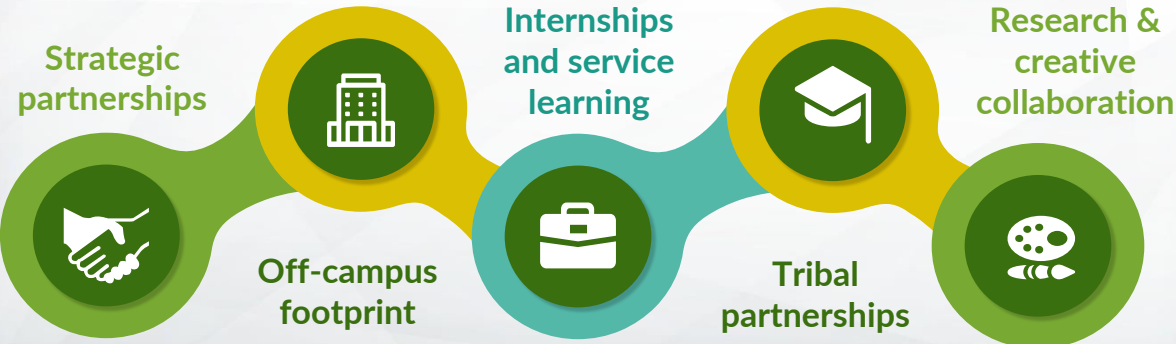 Strategic
partnerships
Off-campus
footprint
Internships
and service
learning
Tribal
partnerships
Research &
creative
collaboration